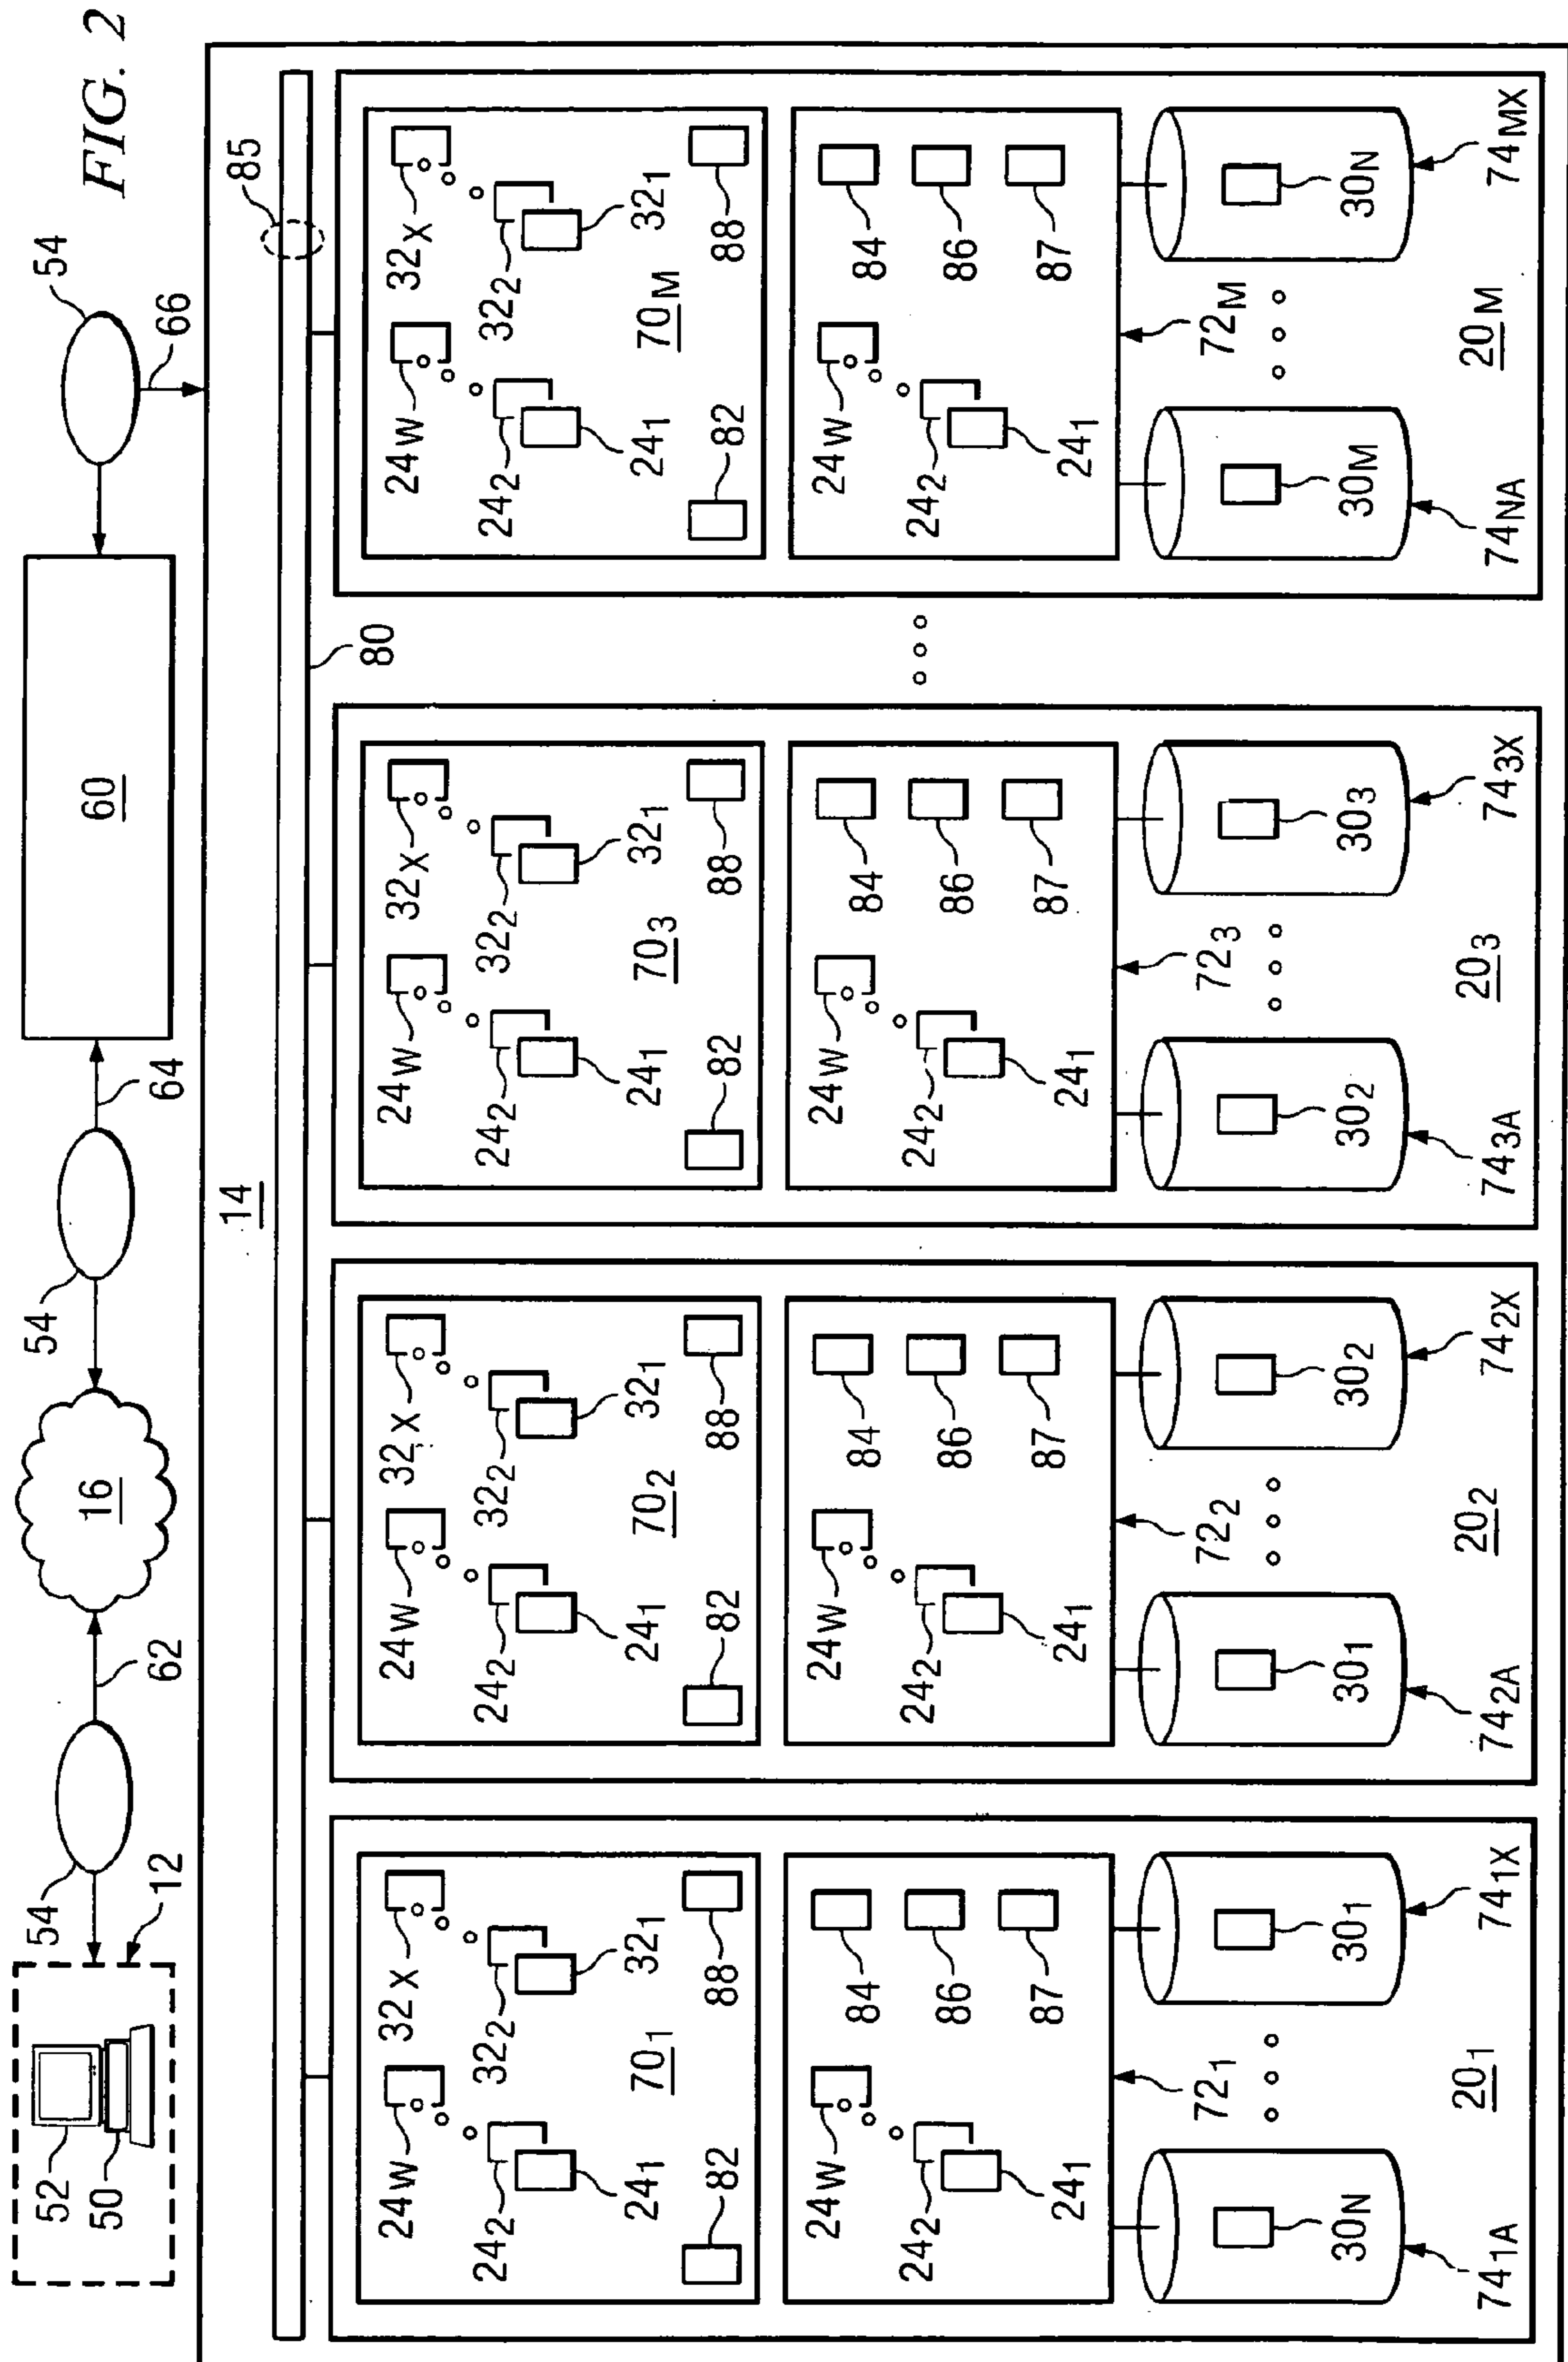 FIG. 2
52
50
12
54
62
16
54
64
60
54
66
14
80
85
24W
32X
24₂
32₂
24₁
32₁
82
70₁
88
24W
24₂
24₁
84
86
87
72₁
30N
30₁
74₁A
74₁X
20₁
24W
32X
24₂
32₂
24₁
32₁
82
70₂
88
24W
24₂
24₁
84
86
87
72₂
30₁
30₂
74₂A
74₂X
20₂
24W
32X
24₂
32₂
24₁
32₁
82
70₃
88
24W
24₂
24₁
84
86
87
72₃
30₂
30₃
74₃A
74₃X
20₃
24W
32X
24₂
32₂
24₁
32₁
82
70M
88
24W
24₂
24₁
84
86
87
72M
30M
30N
74NA
74MX
20M